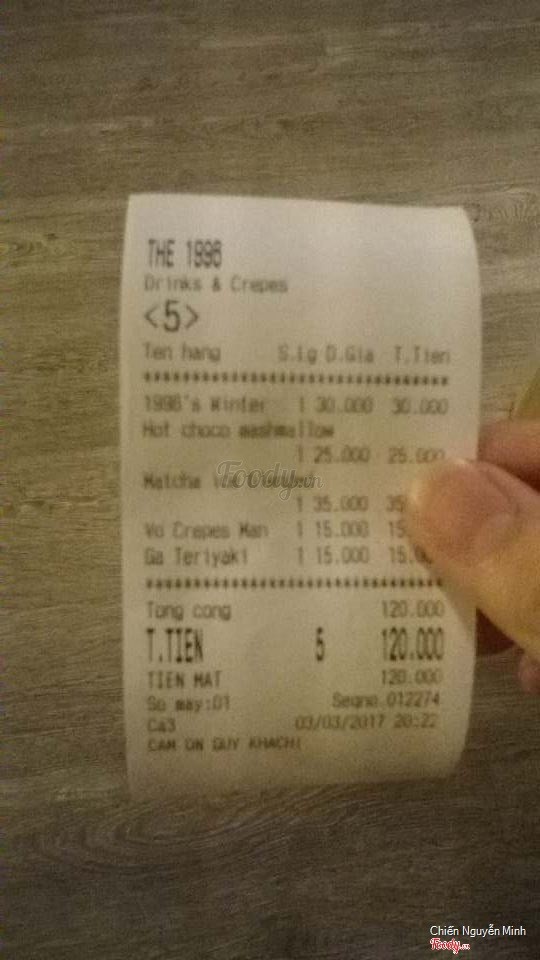 THE 1998
Drinks & Crepes
<5>
Ten hang S.lg D.Gia T.Tien
1998's Winter 1 30.000 30.000
Hot choco mashmallow
1 25.000 25.000
Matcha
1 35.000 35
Vo Crepes Man 1 15.000 15
Ga Teriyaki 1 15.000 15.
Tong cong 120.000
T.TIEN 5 120.000
TIEN MAT 120.000
So may:01 Seqno.012274
Ca3 03/03/2017 20:22
CAM ON QUY KHACH!
Foody.vn
Chiến Nguyễn Minh
Foody.vn